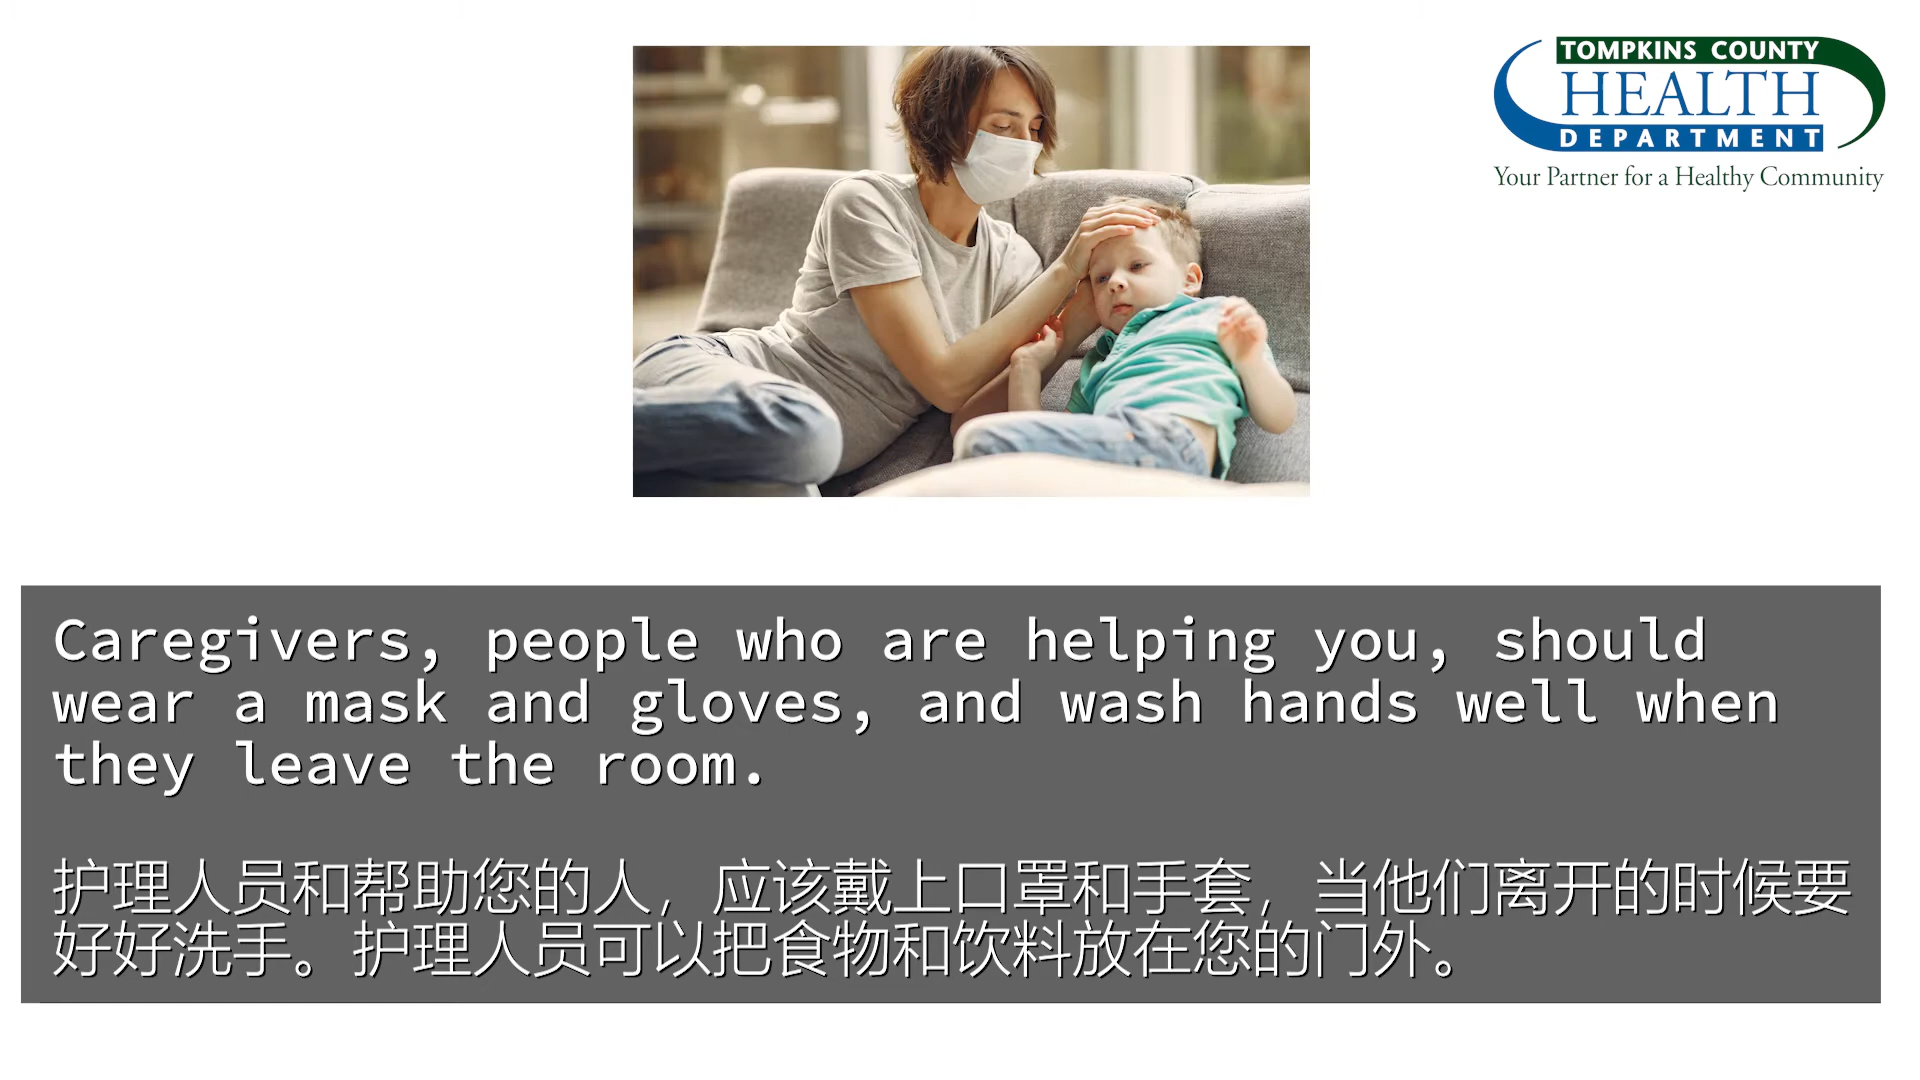 TOMPKINS COUNTY
HEALTH
DEPARTMENT
Your Partner for a Healthy Community
Caregivers, people who are helping you, should
wear a mask and gloves, and wash hands well when
they leave the room.
护理人员和帮助您的人，应该戴上口罩和手套，当他们离开的时候要
好好洗手。护理人员可以把食物和饮料放在您的门外。